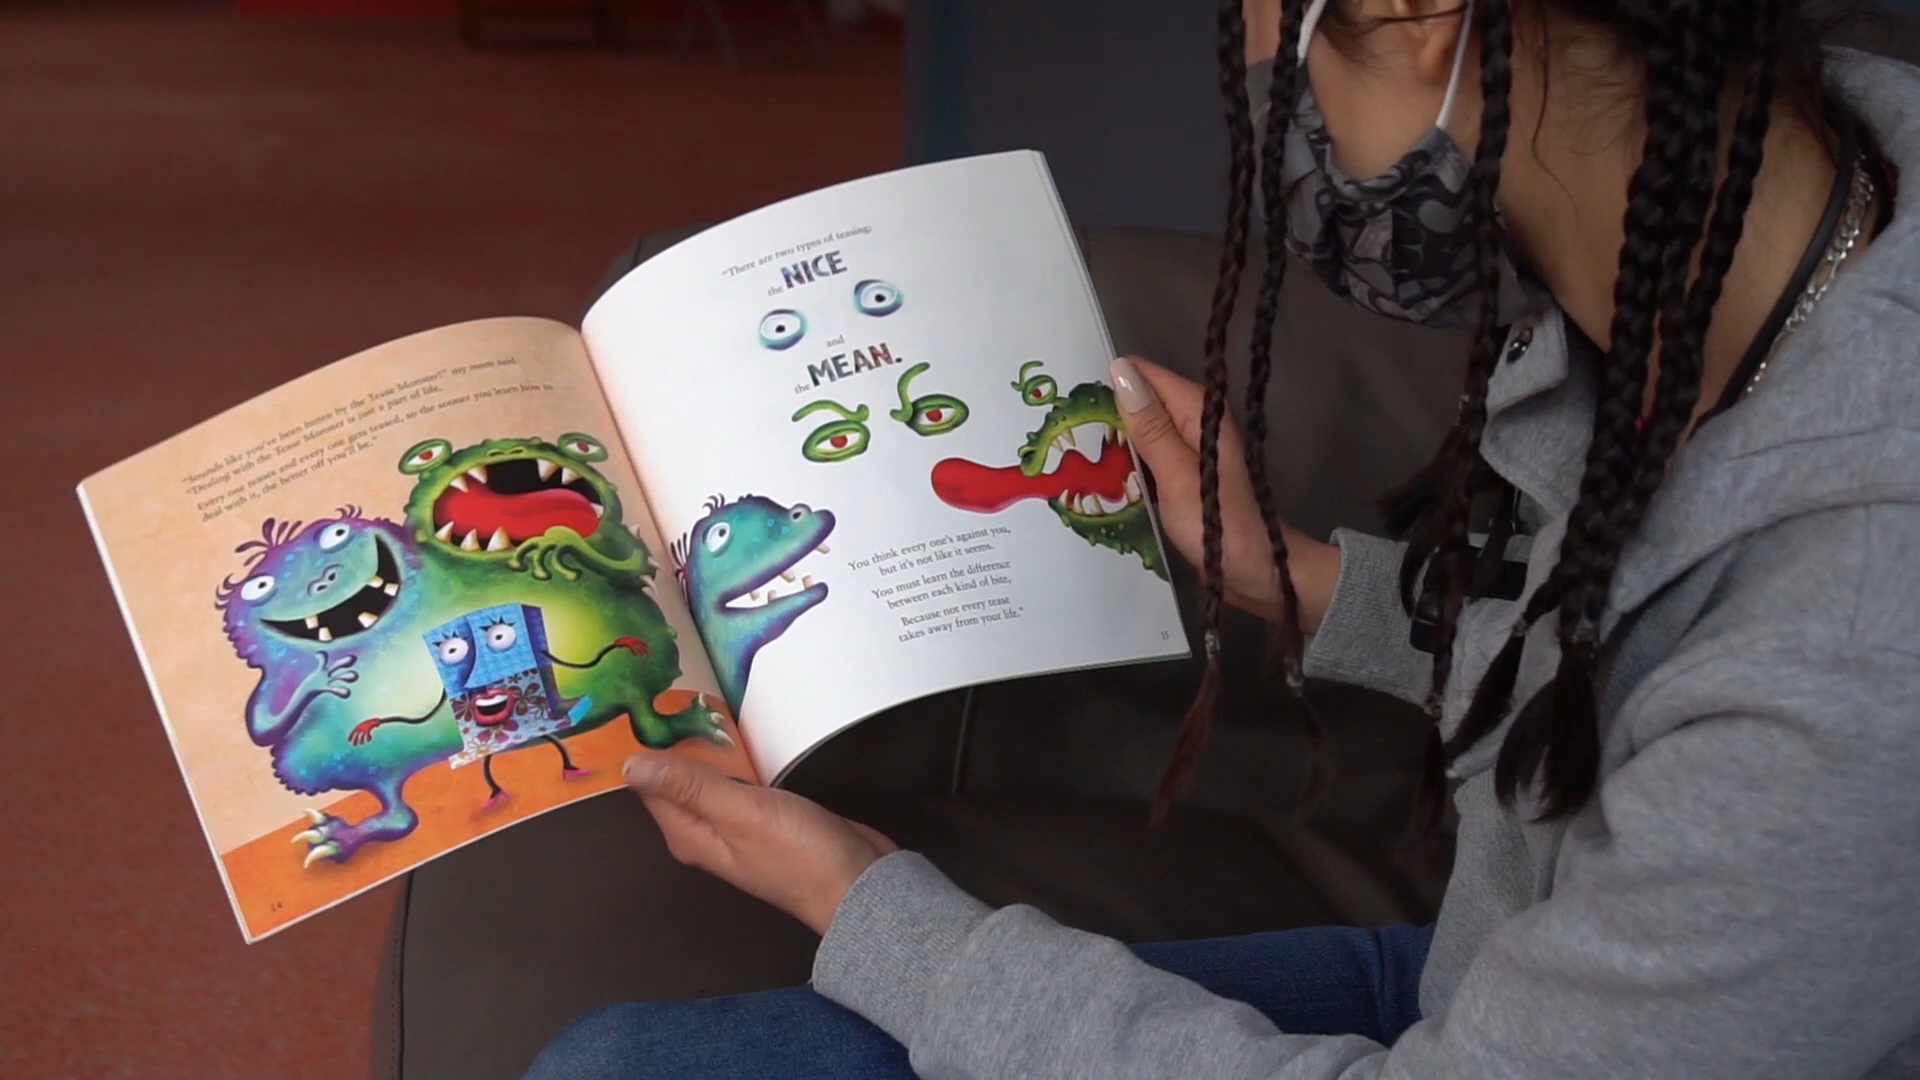 "Sounds like you've been bitten by the Tease Monster!" my mom said.
"Dealing with the Tease Monster is just a part of life.
Every one teases and every one gets teased, so the sooner you learn how to
deal with it, the better off you'll be."
14
"There are two types of teasing;
the NICE
and
the MEAN.
You think every one's against you,
but it's not like it seems.
You must learn the difference
between each kind of bite,
Because not every tease
takes away from your life."
15